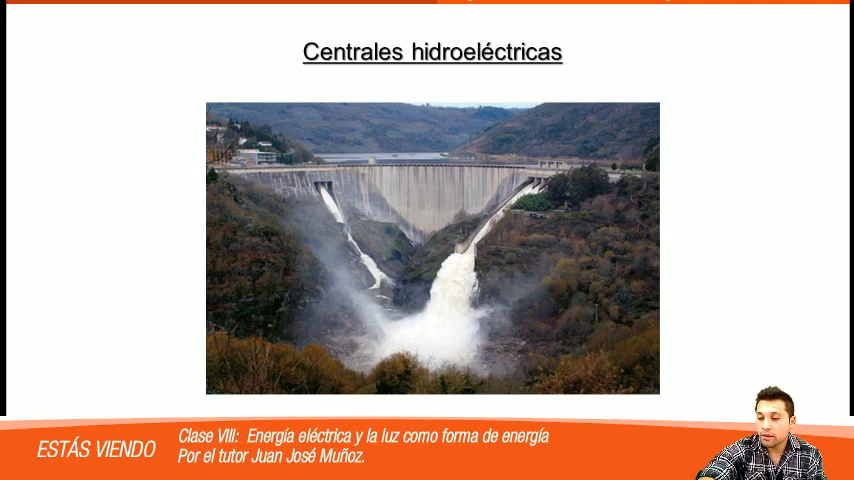 Centrales hidroeléctricas
ESTÁS VIENDO
Clase VIII: Energía eléctrica y la luz como forma de energía
Por el tutor Juan José Muñoz.